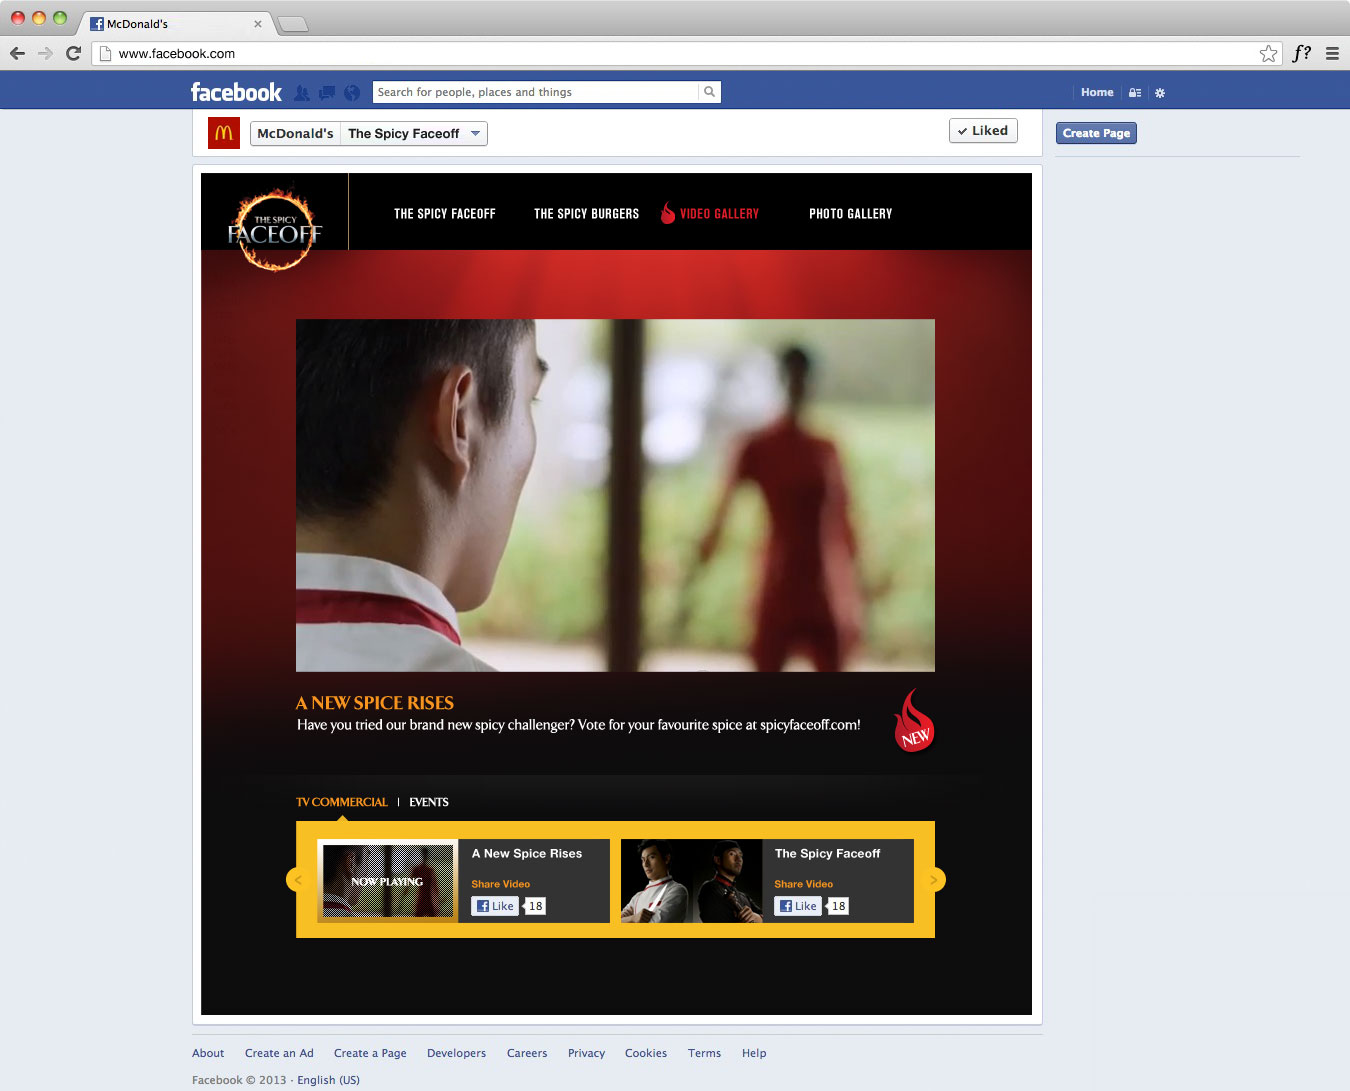 McDonald's
www.facebook.com
f?
facebook
Search for people, places and things
Home
McDonald's The Spicy Faceoff
Liked
Create Page
THE SPICY
FACEOFF
THE SPICY FACEOFF THE SPICY BURGERS VIDEO GALLERY PHOTO GALLERY
A NEW SPICE RISES
Have you tried our brand new spicy challenger? Vote for your favourite spice at spicyfaceoff.com!
NEW
TV COMMERCIAL | EVENTS
NOW PLAYING
A New Spice Rises
Share Video
Like 18
The Spicy Faceoff
Share Video
Like 18
< >
About Create an Ad Create a Page Developers Careers Privacy Cookies Terms Help
Facebook © 2013 · English (US)